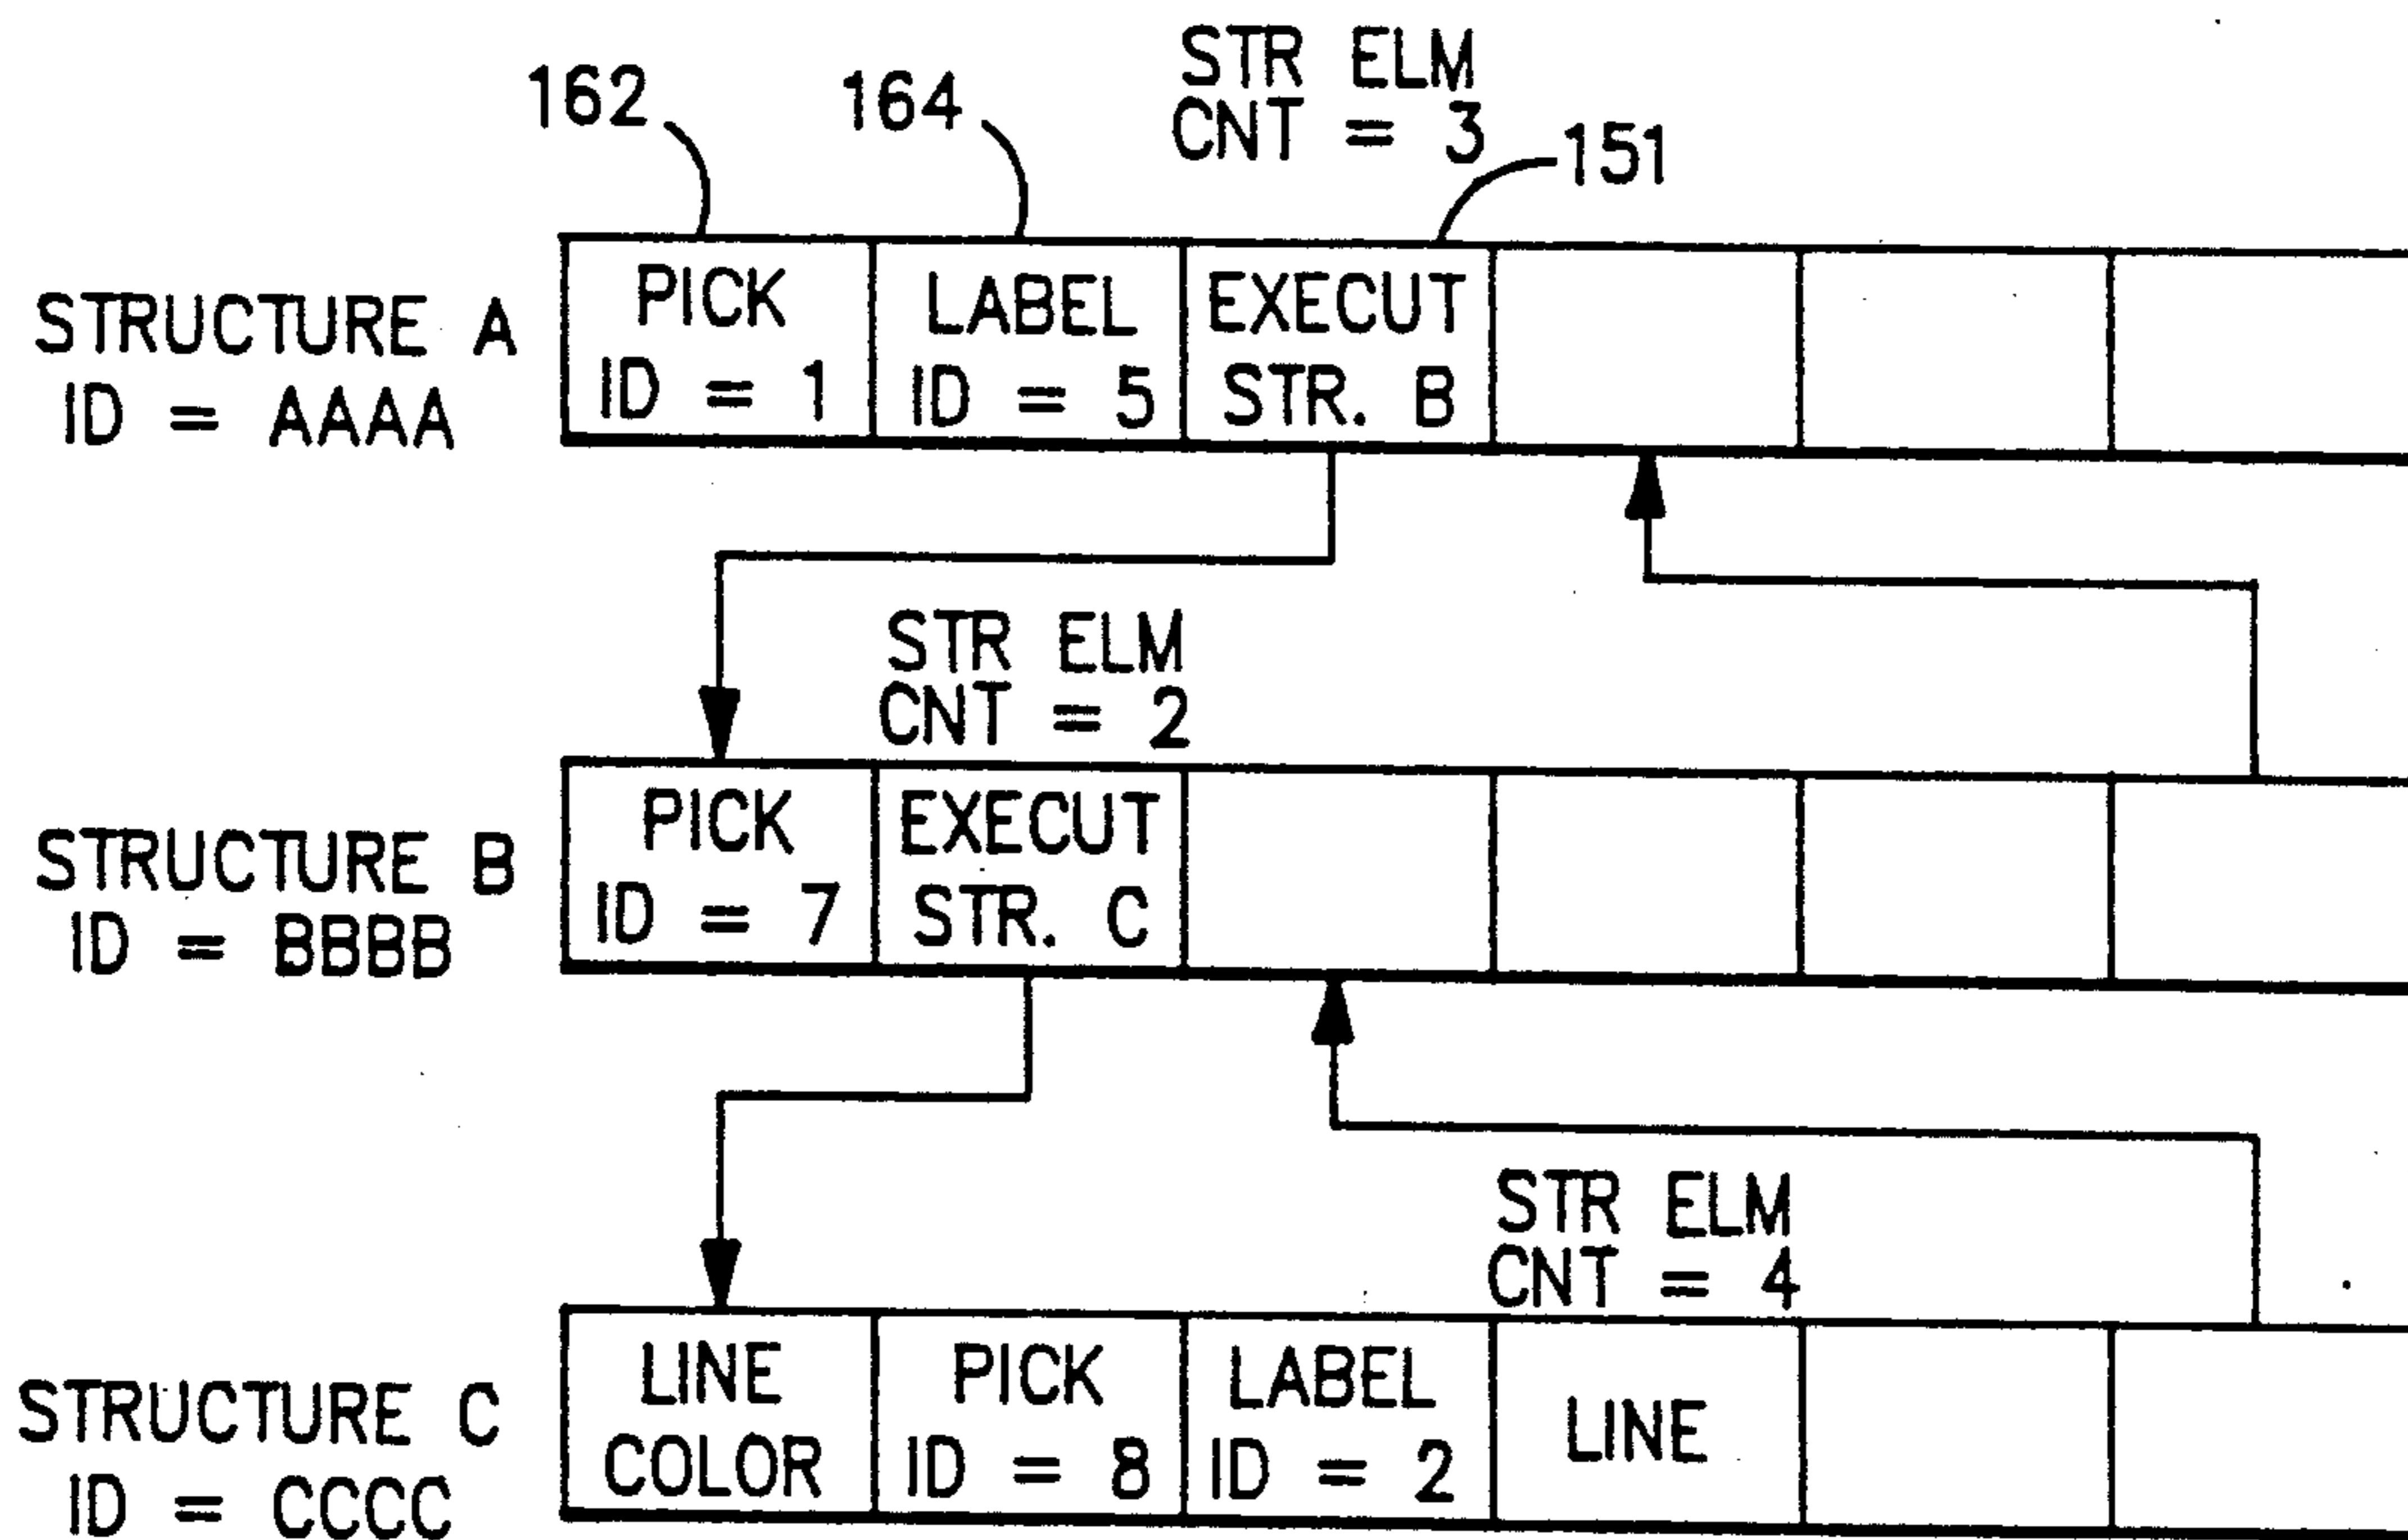 STR ELM
CNT = 3
162
164
151
STRUCTURE A
ID = AAAA
PICK
ID = 1
LABEL
ID = 5
EXECUT
STR. B
STR ELM
CNT = 2
STRUCTURE B
ID = BBBB
PICK
ID = 7
EXECUT
STR. C
STR ELM
CNT = 4
STRUCTURE C
ID = CCCC
LINE
COLOR
PICK
ID = 8
LABEL
ID = 2
LINE